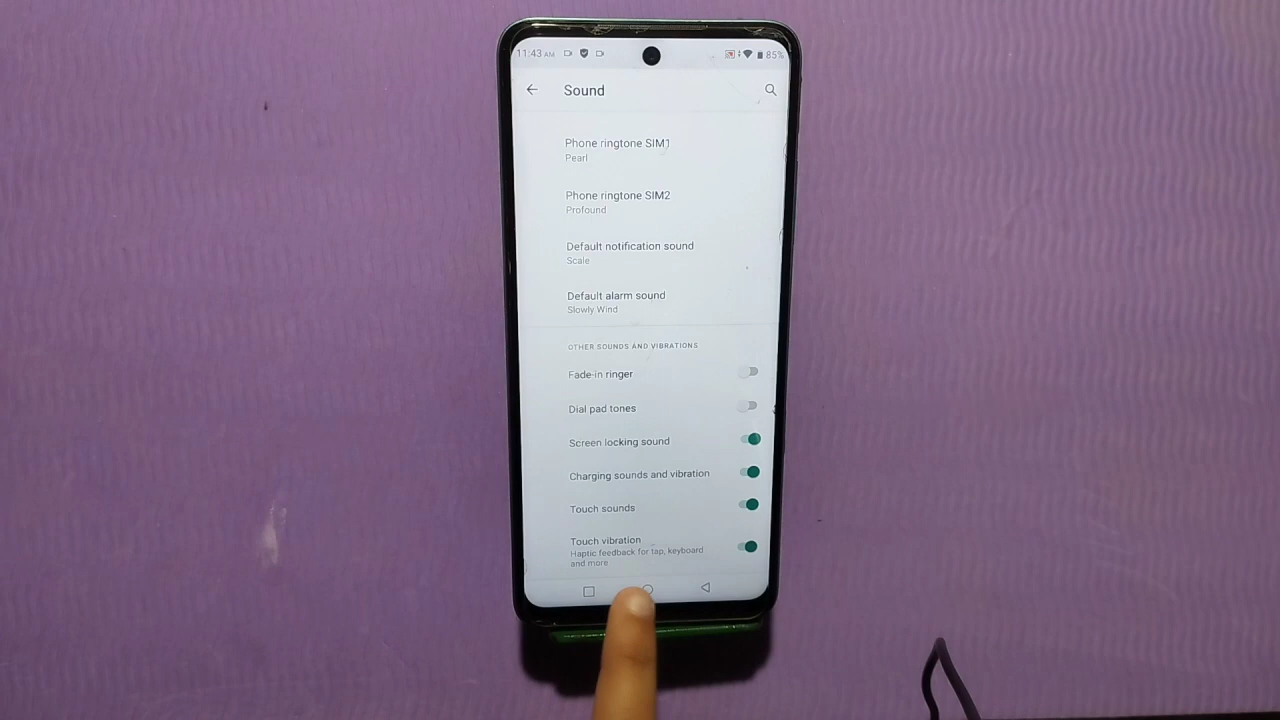 11:43 AM
85%
Sound
Phone ringtone SIM1
Pearl
Phone ringtone SIM2
Profound
Default notification sound
Scale
Default alarm sound
Slowly Wind
OTHER SOUNDS AND VIBRATIONS
Fade-in ringer
Dial pad tones
Screen locking sound
Charging sounds and vibration
Touch sounds
Touch vibration
Haptic feedback for tap, keyboard
and more